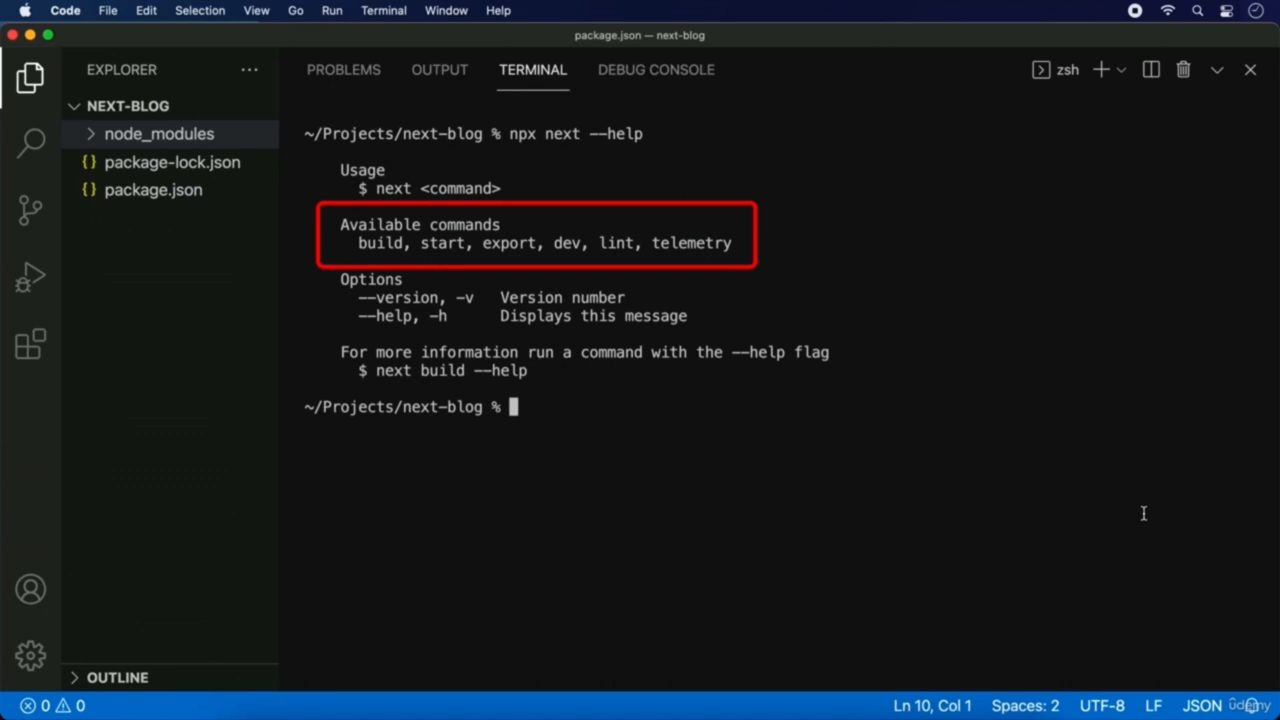 Code File Edit Selection View Go Run Terminal Window Help
package.json — next-blog
EXPLORER
NEXT-BLOG
node_modules
{} package-lock.json
{} package.json
OUTLINE
PROBLEMS OUTPUT TERMINAL DEBUG CONSOLE
zsh
~/Projects/next-blog % npx next --help
Usage
$ next <command>
Available commands
build, start, export, dev, lint, telemetry
Options
--version, -v Version number
--help, -h Displays this message
For more information run a command with the --help flag
$ next build --help
~/Projects/next-blog %
0 0
Ln 10, Col 1 Spaces: 2 UTF-8 LF JSON
udemy